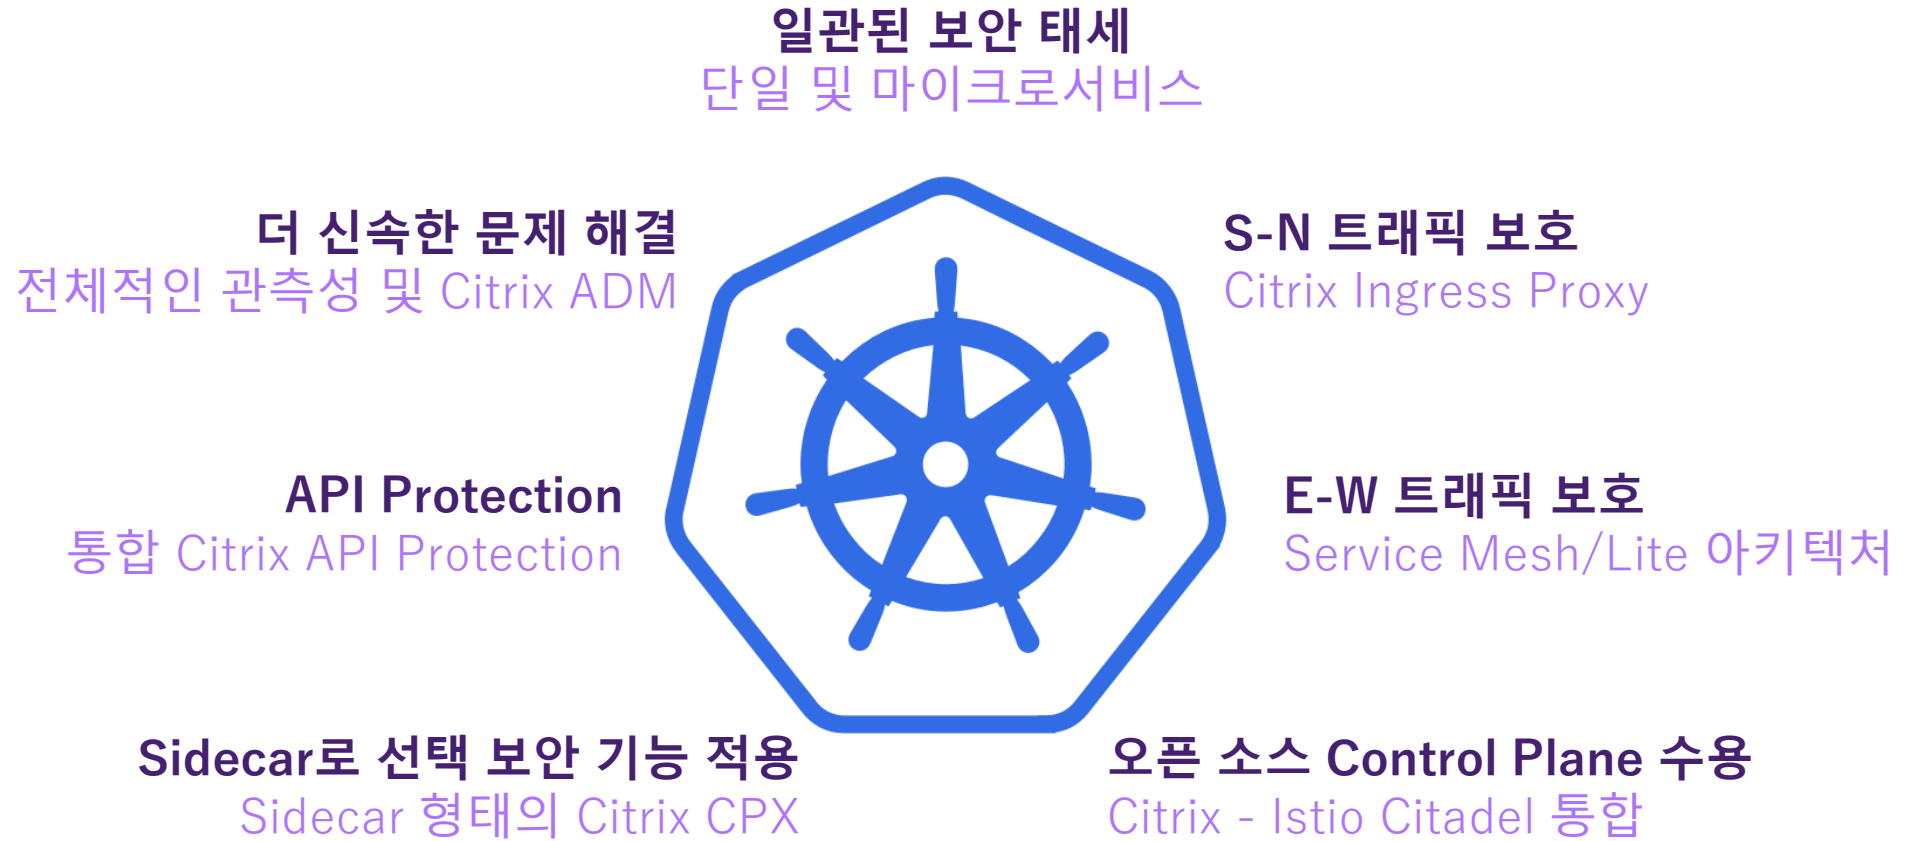 일관된 보안 태세
단일 및 마이크로서비스
더 신속한 문제 해결
전체적인 관측성 및 Citrix ADM
S-N 트래픽 보호
Citrix Ingress Proxy
API Protection
통합 Citrix API Protection
E-W 트래픽 보호
Service Mesh/Lite 아키텍처
Sidecar로 선택 보안 기능 적용
Sidecar 형태의 Citrix CPX
오픈 소스 Control Plane 수용
Citrix - Istio Citadel 통합